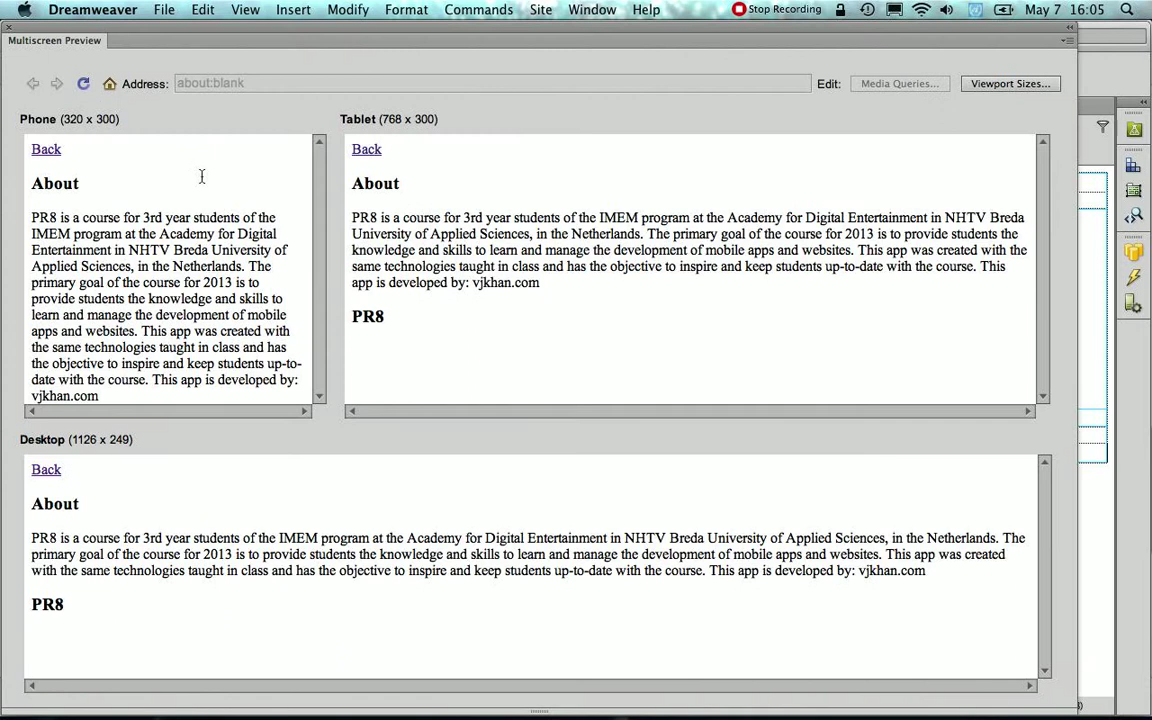 Dreamweaver File Edit View Insert Modify Format Commands Site Window Help Stop Recording May 7 16:05
Multiscreen Preview
Address: about:blank Edit: Media Queries... Viewport Sizes...
Phone (320 x 300)
Back
About
PR8 is a course for 3rd year students of the
IMEM program at the Academy for Digital
Entertainment in NHTV Breda University of
Applied Sciences, in the Netherlands. The
primary goal of the course for 2013 is to
provide students the knowledge and skills to
learn and manage the development of mobile
apps and websites. This app was created with
the same technologies taught in class and has
the objective to inspire and keep students up-to-
date with the course. This app is developed by:
vjkhan.com
Tablet (768 x 300)
Back
About
PR8 is a course for 3rd year students of the IMEM program at the Academy for Digital Entertainment in NHTV Breda
University of Applied Sciences, in the Netherlands. The primary goal of the course for 2013 is to provide students the
knowledge and skills to learn and manage the development of mobile apps and websites. This app was created with the
same technologies taught in class and has the objective to inspire and keep students up-to-date with the course. This
app is developed by: vjkhan.com
PR8
Desktop (1126 x 249)
Back
About
PR8 is a course for 3rd year students of the IMEM program at the Academy for Digital Entertainment in NHTV Breda University of Applied Sciences, in the Netherlands. The
primary goal of the course for 2013 is to provide students the knowledge and skills to learn and manage the development of mobile apps and websites. This app was created
with the same technologies taught in class and has the objective to inspire and keep students up-to-date with the course. This app is developed by: vjkhan.com
PR8